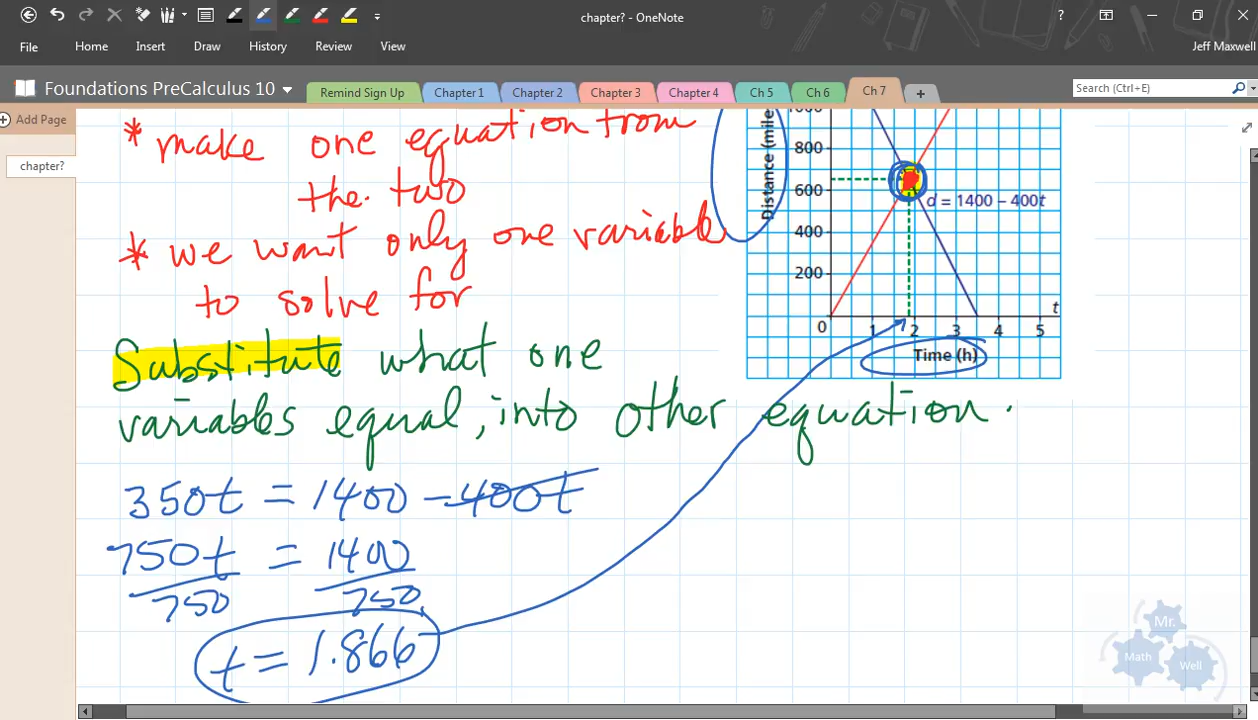 chapter? - OneNote
?
Jeff Maxwell
File Home Insert Draw History Review View
Foundations PreCalculus 10
Remind Sign Up Chapter 1 Chapter 2 Chapter 3 Chapter 4 Ch 5 Ch 6 Ch 7 +
Search (Ctrl+E)
Add Page
chapter?
* make one equation from
the two
* we want only one variable
to solve for
Substitute what one
variables equal, into other equation.
350t = 1400 - 400t
750t = 1400
750 750
t = 1.866
Distance (mile
1000
800
600
400
200
d = 1400 – 400t
t
0 1 2 3 4 5
Time (h)
Mr.
Math Well